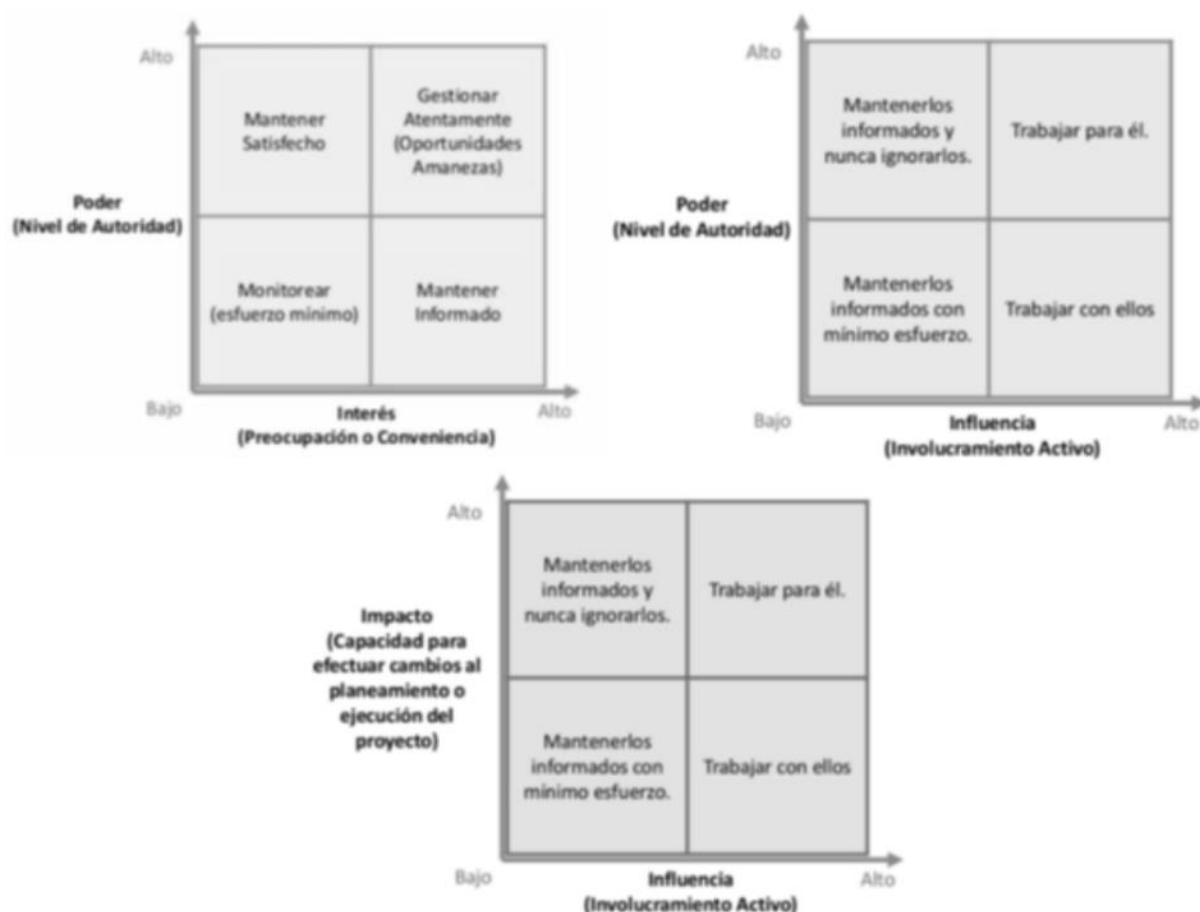 Alto
Mantener
Satisfecho
Gestionar
Atentamente
(Oportunidades
Amanezas)
Poder
(Nivel de Autoridad)
Monitorear
(esfuerzo mínimo)
Mantener
Informado
Bajo
Interés
(Preocupación o Conveniencia)
Alto
Alto
Mantenerlos
informados y
nunca ignorarlos.
Trabajar para él.
Poder
(Nivel de Autoridad)
Mantenerlos
informados con
mínimo esfuerzo.
Trabajar con ellos
Bajo
Influencia
(Involucramiento Activo)
Alto
Alto
Mantenerlos
informados y
nunca ignorarlos.
Trabajar para él.
Impacto
(Capacidad para
efectuar cambios al
planeamiento o
ejecución del
proyecto)
Mantenerlos
informados con
mínimo esfuerzo.
Trabajar con ellos
Bajo
Influencia
(Involucramiento Activo)
Alto